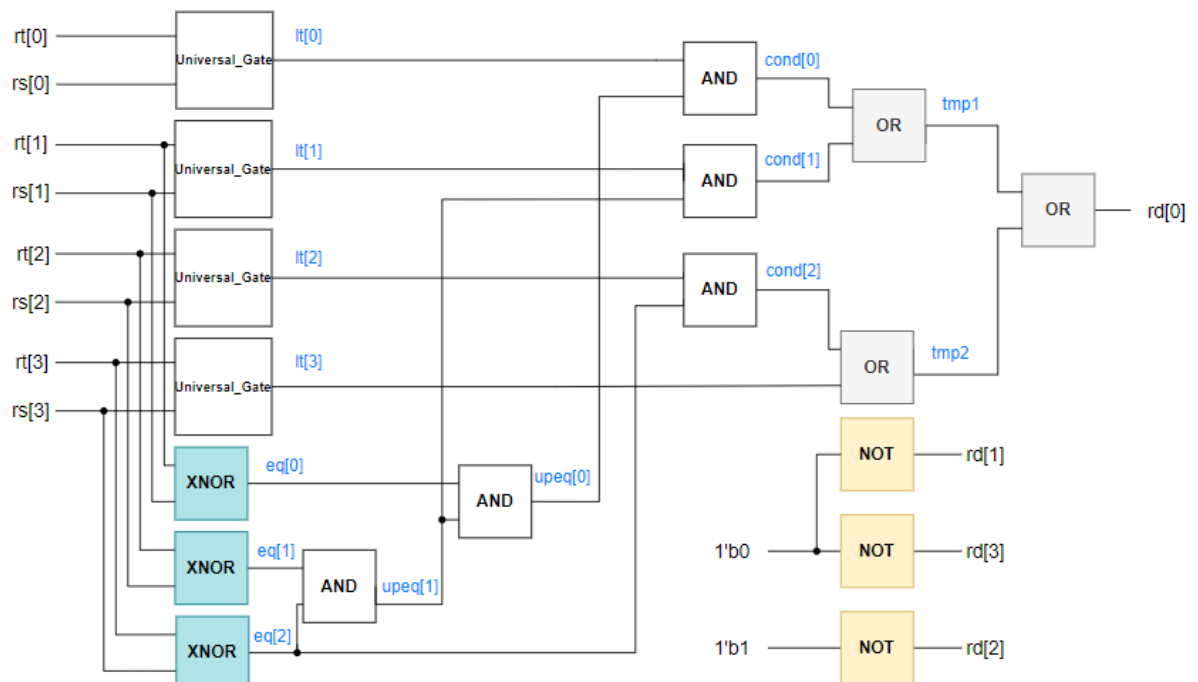 rt[0]
lt[0]
Universal_Gate
rs[0]
AND
cond[0]
OR
tmp1
rt[1]
lt[1]
Universal_Gate
rs[1]
AND
cond[1]
OR
rd[0]
rt[2]
lt[2]
Universal_Gate
rs[2]
AND
cond[2]
rt[3]
lt[3]
Universal_Gate
rs[3]
OR
tmp2
XNOR
eq[0]
AND
upeq[0]
NOT
rd[1]
XNOR
eq[1]
AND
upeq[1]
1'b0
NOT
rd[3]
XNOR
eq[2]
1'b1
NOT
rd[2]